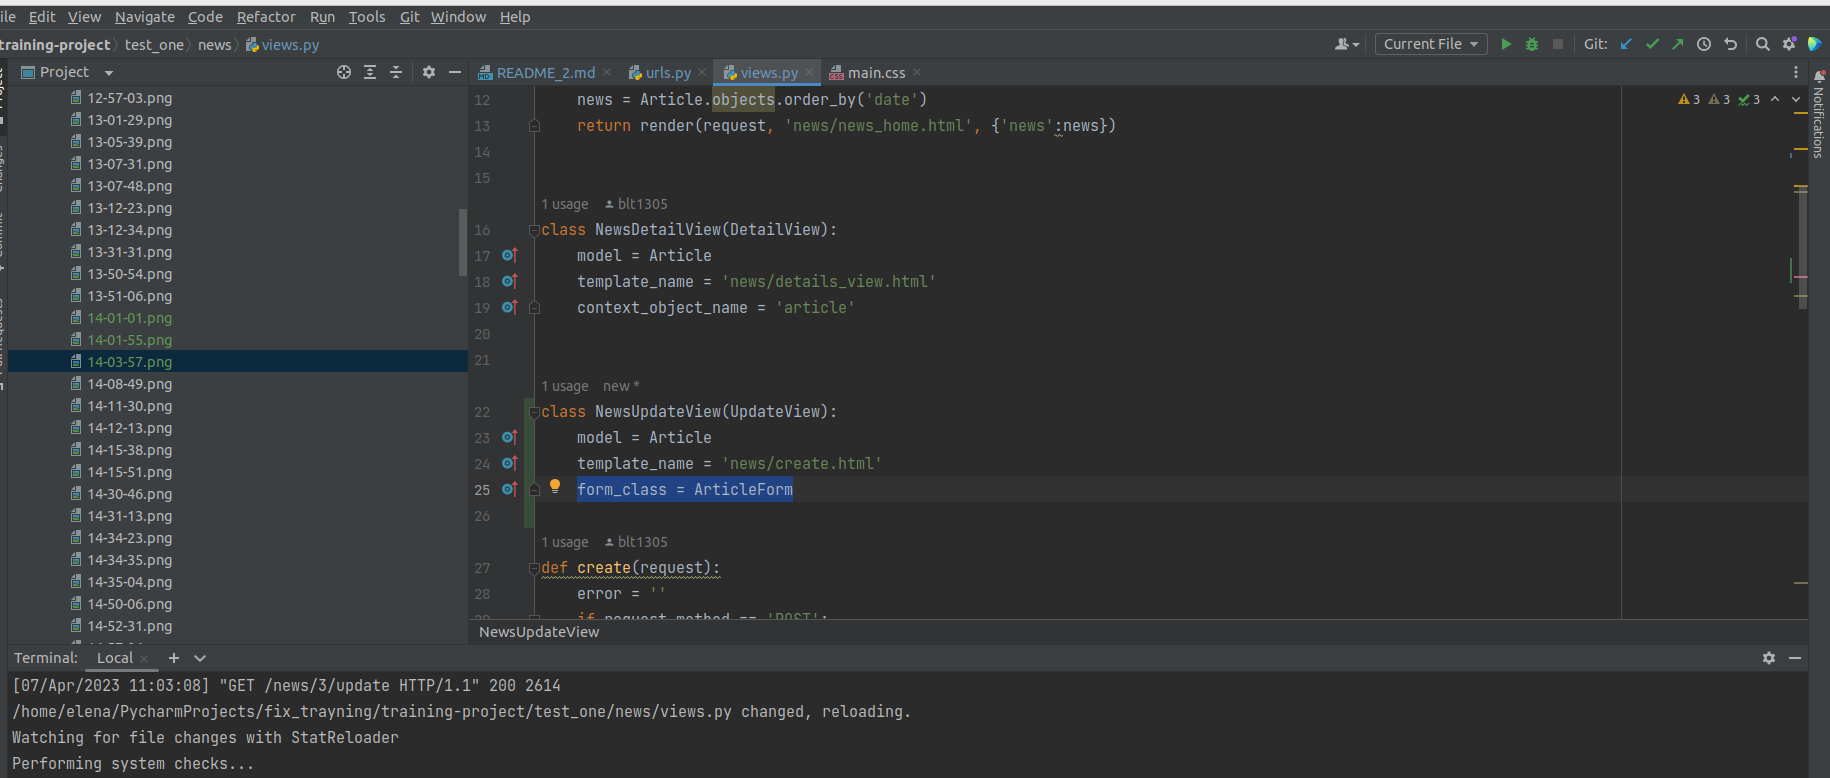 ile Edit View Navigate Code Refactor Run Tools Git Window Help
training-project test_one news views.py
Current File Git:
Project
README_2.md urls.py views.py main.css
12-57-03.png
13-01-29.png
13-05-39.png
13-07-31.png
13-07-48.png
13-12-23.png
13-12-34.png
13-31-31.png
13-50-54.png
13-51-06.png
14-01-01.png
14-01-55.png
14-03-57.png
14-08-49.png
14-11-30.png
14-12-13.png
14-15-38.png
14-15-51.png
14-30-46.png
14-31-13.png
14-34-23.png
14-34-35.png
14-35-04.png
14-50-06.png
14-52-31.png
3 3 3
Notifications
12 news = Article.objects.order_by('date')
13 return render(request, 'news/news_home.html', {'news':news})
14
15
1 usage blt1305
16 class NewsDetailView(DetailView):
17 model = Article
18 template_name = 'news/details_view.html'
19 context_object_name = 'article'
20
21
1 usage new *
22 class NewsUpdateView(UpdateView):
23 model = Article
24 template_name = 'news/create.html'
25 form_class = ArticleForm
26
1 usage blt1305
27 def create(request):
28 error = ''
if request.method == 'POST':
NewsUpdateView
Terminal: Local
[07/Apr/2023 11:03:08] "GET /news/3/update HTTP/1.1" 200 2614
/home/elena/PycharmProjects/fix_trayning/training-project/test_one/news/views.py changed, reloading.
Watching for file changes with StatReloader
Performing system checks...